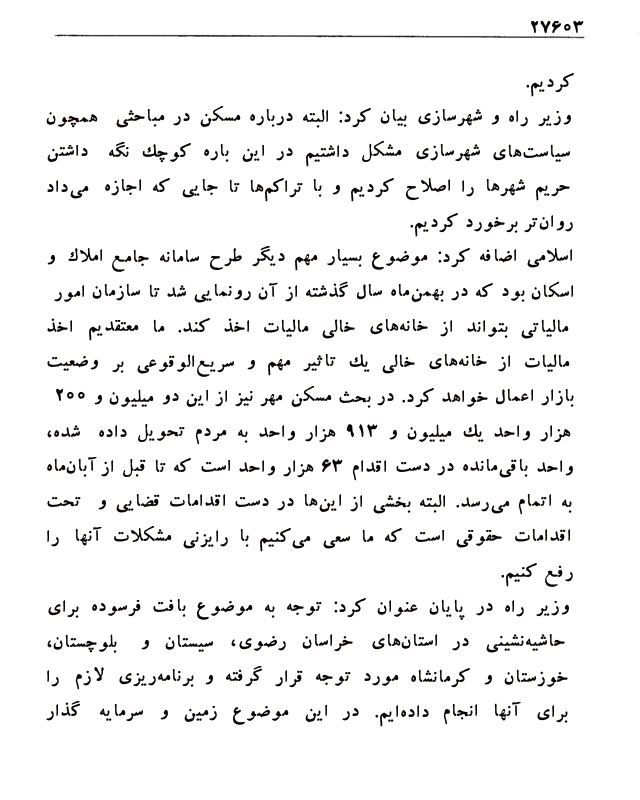 ۲۷۶۰۳
کردیم.
وزیر راه و شهرسازی بیان کرد: البته درباره مسکن در مباحثی همچون
سیاست‌های شهرسازی مشکل داشتیم در این باره کوچك نگه داشتن
حریم شهرها را اصلاح کردیم و با تراکم‌ها تا جایی که اجازه می‌داد
روان‌تر برخورد کردیم.
اسلامی اضافه کرد: موضوع بسیار مهم دیگر طرح سامانه جامع املاك و
اسکان بود که در بهمن‌ماه سال گذشته از آن رونمایی شد تا سازمان امور
مالیاتی بتواند از خانه‌های خالی مالیات اخذ کند. ما معتقدیم اخذ
مالیات از خانه‌های خالی یك تاثیر مهم و سریع‌الوقوعی بر وضعیت
بازار اعمال خواهد کرد. در بحث مسکن مهر نیز از این دو میلیون و ۲۰۰
هزار واحد یك میلیون و ۹۱۳ هزار واحد به مردم تحویل داده شده،
واحد باقی‌مانده در دست اقدام ۶۳ هزار واحد است که تا قبل از آبان‌ماه
به اتمام می‌رسد. البته بخشی از این‌ها در دست اقدامات قضایی و تحت
اقدامات حقوقی است که ما سعی می‌کنیم با رایزنی مشکلات آنها را
رفع کنیم.
وزیر راه در پایان عنوان کرد: توجه به موضوع بافت فرسوده برای
حاشیه‌نشینی در استان‌های خراسان رضوی، سیستان و بلوچستان،
خوزستان و کرمانشاه مورد توجه قرار گرفته و برنامه‌ریزی لازم را
برای آنها انجام داده‌ایم. در این موضوع زمین و سرمایه گذار